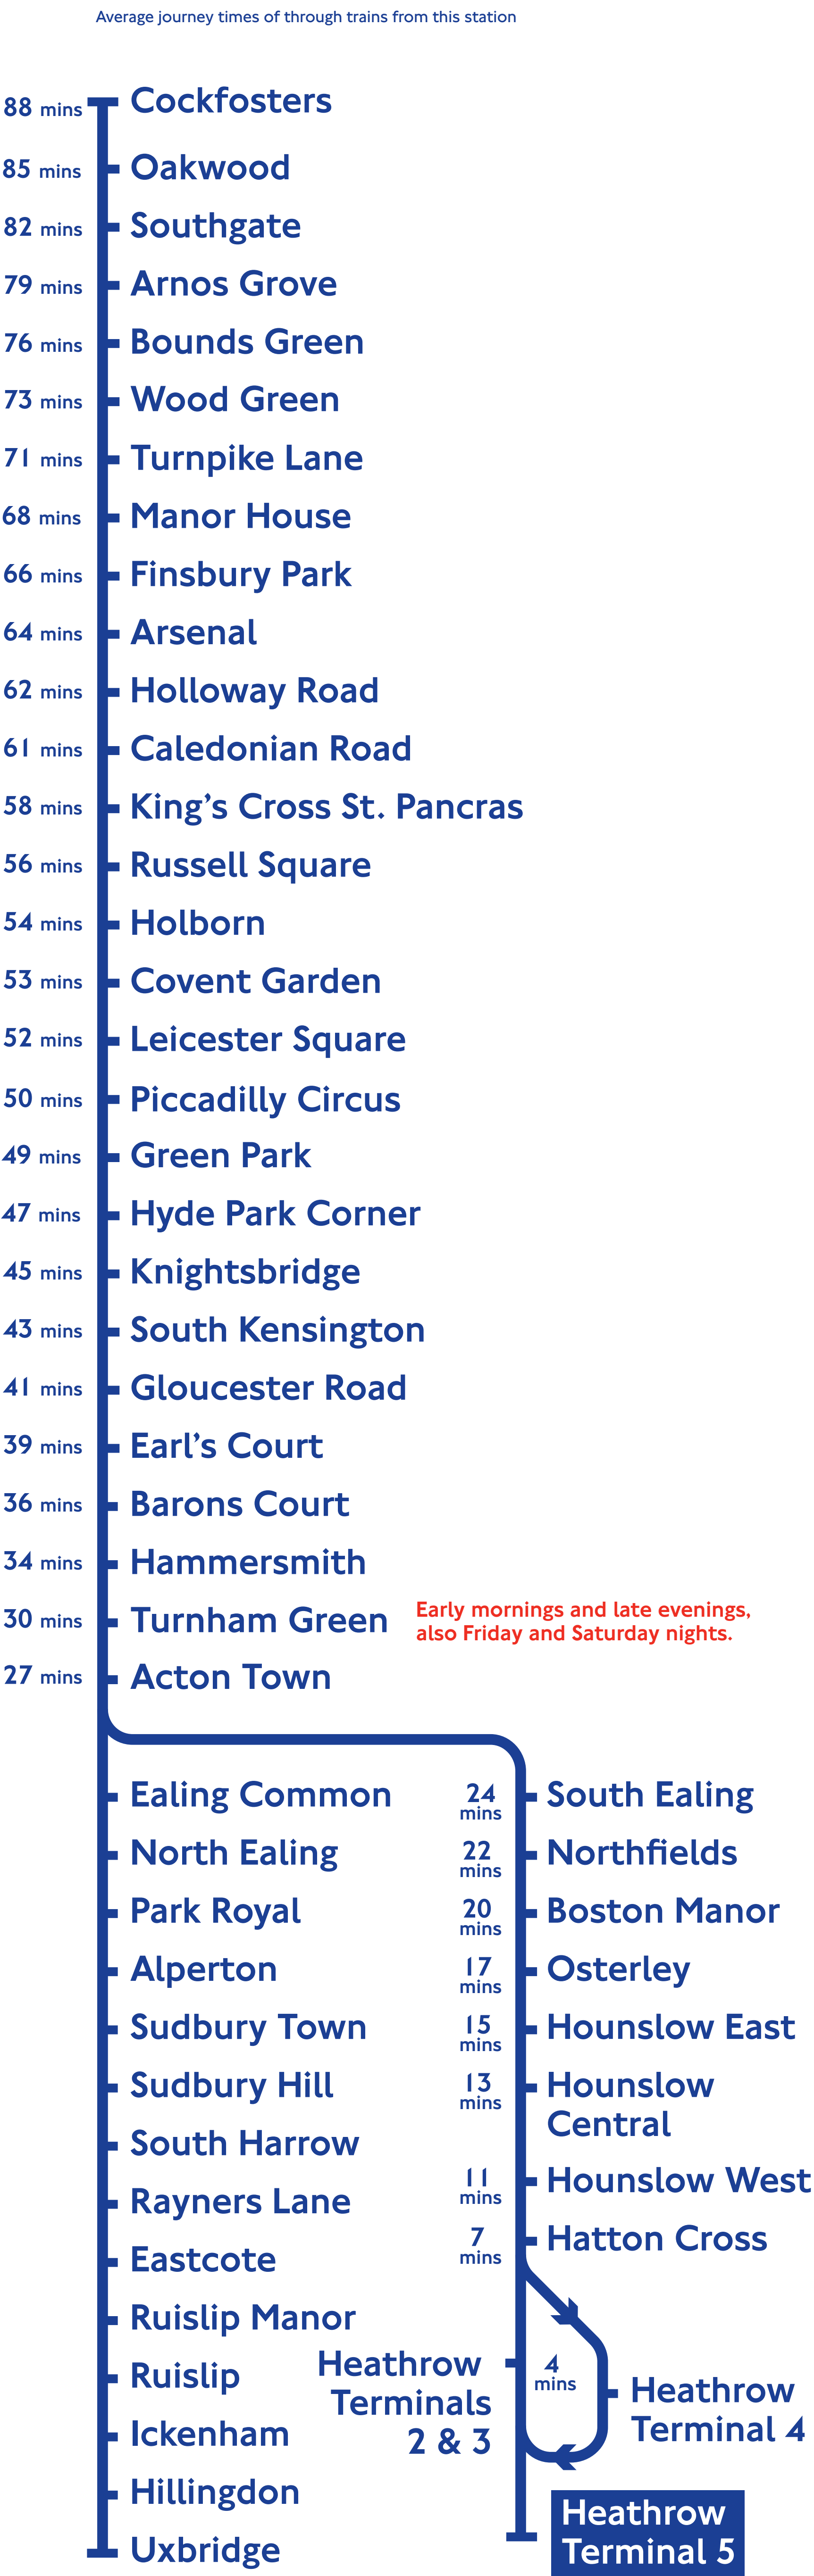 Average journey times of through trains from this station
88 mins Cockfosters
85 mins Oakwood
82 mins Southgate
79 mins Arnos Grove
76 mins Bounds Green
73 mins Wood Green
71 mins Turnpike Lane
68 mins Manor House
66 mins Finsbury Park
64 mins Arsenal
62 mins Holloway Road
61 mins Caledonian Road
58 mins King’s Cross St. Pancras
56 mins Russell Square
54 mins Holborn
53 mins Covent Garden
52 mins Leicester Square
50 mins Piccadilly Circus
49 mins Green Park
47 mins Hyde Park Corner
45 mins Knightsbridge
43 mins South Kensington
41 mins Gloucester Road
39 mins Earl’s Court
36 mins Barons Court
34 mins Hammersmith
30 mins Turnham Green
Early mornings and late evenings,
also Friday and Saturday nights.
27 mins Acton Town
Ealing Common
North Ealing
Park Royal
Alperton
Sudbury Town
Sudbury Hill
South Harrow
Rayners Lane
Eastcote
Ruislip Manor
Ruislip
Ickenham
Hillingdon
Uxbridge
24
mins
South Ealing
22
mins
Northfields
20
mins
Boston Manor
17
mins
Osterley
15
mins
Hounslow East
13
mins
Hounslow
Central
11
mins
Hounslow West
7
mins
Hatton Cross
Heathrow
Terminals
2 & 3
4
mins
Heathrow
Terminal 4
Heathrow
Terminal 5